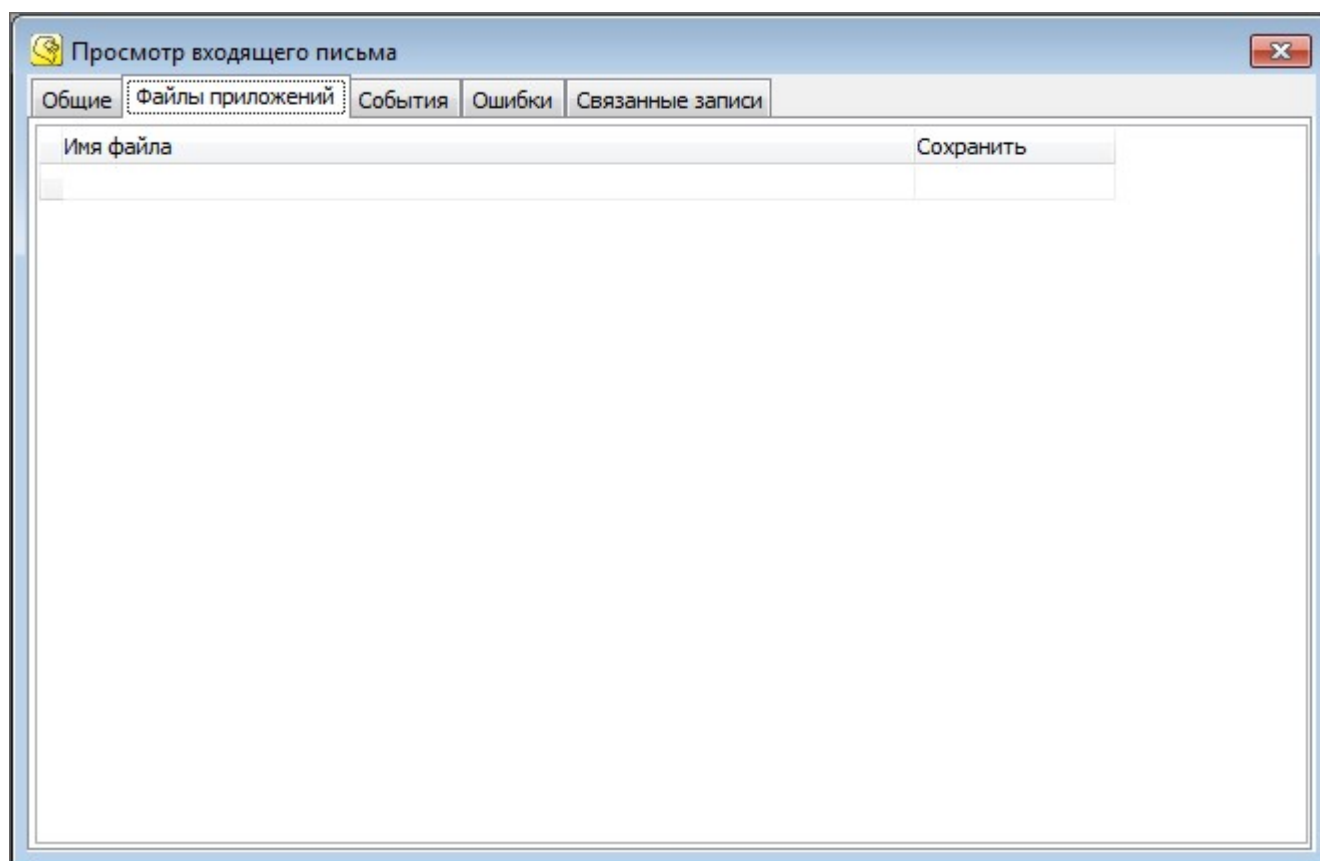 Просмотр входящего письма
Общие Файлы приложений События Ошибки Связанные записи
Имя файла Сохранить